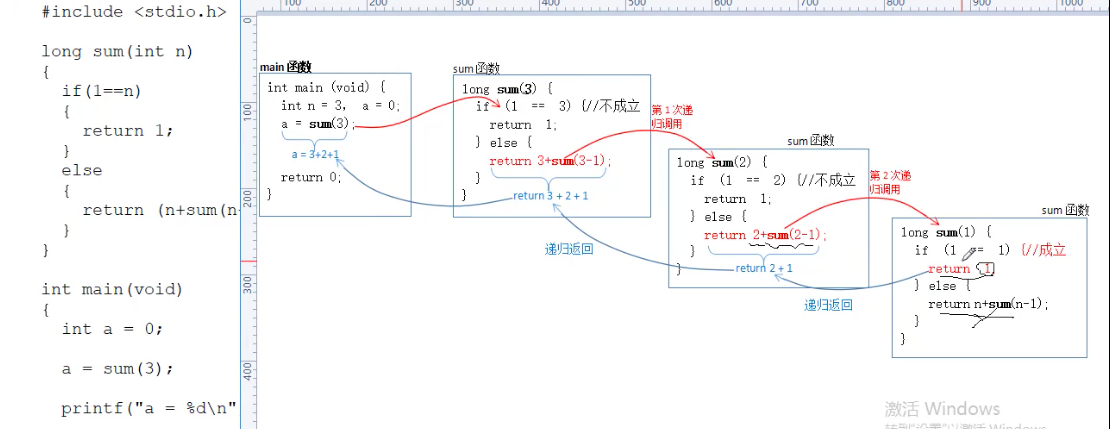 #include <stdio.h>
long sum(int n)
{
if(1==n)
{
return 1;
}
else
{
return (n+sum(n-
}
}
int main(void)
{
int a = 0;
a = sum(3);
printf("a = %d\n"
100 200 300 400 500 600 700 800 900 1000
0
100
200
300
400
main 函数
int main (void) {
int n = 3, a = 0;
a = sum(3);
a = 3+2+1
return 0;
}
sum 函数
long sum(3) {
if (1 == 3) {//不成立
return 1;
} else {
return 3+sum(3-1);
}
return 3 + 2 + 1
}
第 1 次递
归调用
递归返回
sum 函数
long sum(2) {
if (1 == 2) {//不成立
return 1;
} else {
return 2+sum(2-1);
}
return 2 + 1
}
第 2 次递
归调用
递归返回
sum 函数
long sum(1) {
if (1 == 1) {//成立
return 1
} else {
return n+sum(n-1);
}
}
激活 Windows
转到"设置"以激活 Windows